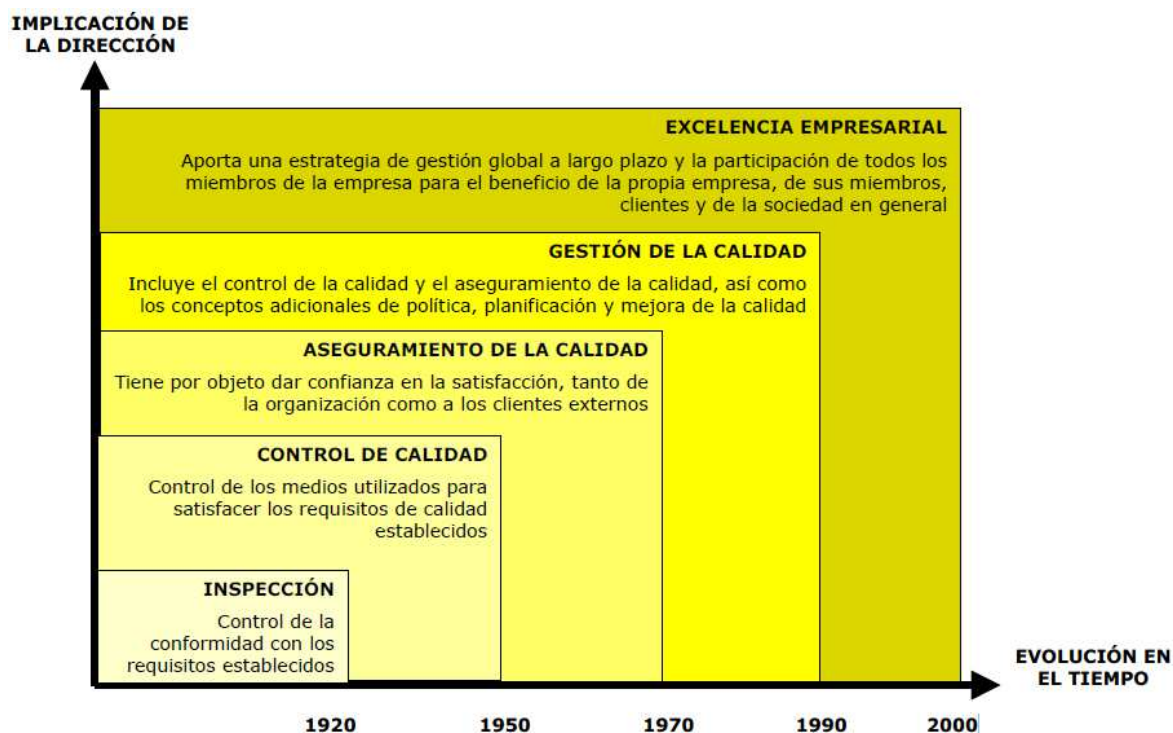 IMPLICACIÓN DE
LA DIRECCIÓN
EXCELENCIA EMPRESARIAL
Aporta una estrategia de gestión global a largo plazo y la participación de todos los
miembros de la empresa para el beneficio de la propia empresa, de sus miembros,
clientes y de la sociedad en general
GESTIÓN DE LA CALIDAD
Incluye el control de la calidad y el aseguramiento de la calidad, así como
los conceptos adicionales de política, planificación y mejora de la calidad
ASEGURAMIENTO DE LA CALIDAD
Tiene por objeto dar confianza en la satisfacción, tanto de
la organización como a los clientes externos
CONTROL DE CALIDAD
Control de los medios utilizados para
satisfacer los requisitos de calidad
establecidos
INSPECCIÓN
Control de la
conformidad con los
requisitos establecidos
EVOLUCIÓN EN
EL TIEMPO
1920 1950 1970 1990 2000